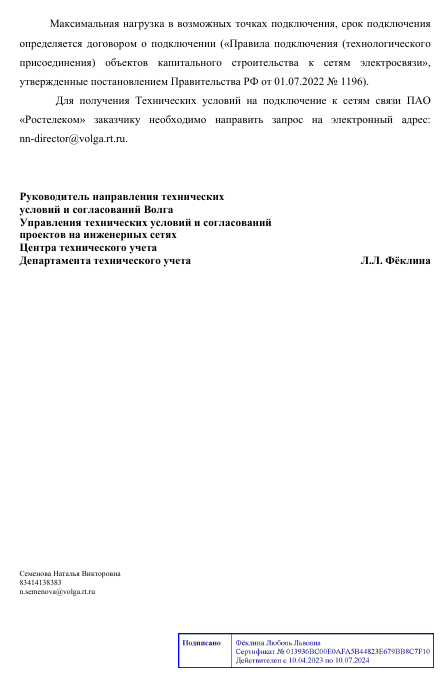 Максимальная нагрузка в возможных точках подключения, срок подключения
определяется договором о подключении («Правила подключения (технологического
присоединения) объектов капитального строительства к сетям электросвязи»,
утвержденные постановлением Правительства РФ от 01.07.2022 № 1196).
Для получения Технических условий на подключение к сетям связи ПАО
«Ростелеком» заказчику необходимо направить запрос на электронный адрес:
nn-director@volga.rt.ru.
Руководитель направления технических
условий и согласований Волга
Управления технических условий и согласований
проектов на инженерных сетях
Центра технического учета
Департамента технического учета Л.Л. Фёклина
Семенова Наталья Викторовна
83414138383
n.semenova@volga.rt.ru
Подписано Фёклина Любовь Львовна
Сертификат № 013936BC00E0AFA5B44823E679BB8C7F10
Действителен с 10.04.2023 по 10.07.2024